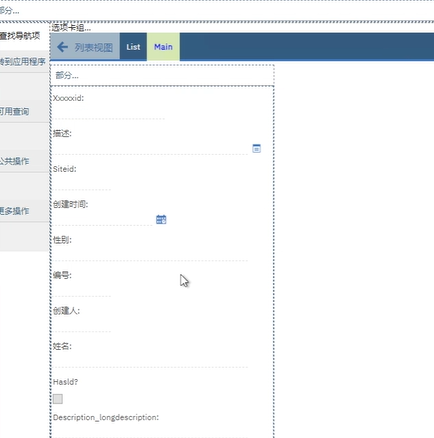 部分...
选项卡组...
查找导航项
列表视图
List
Main
转到应用程序
部分...
Xxxxxxid:
可用查询
描述:
公共操作
Siteid:
更多操作
创建时间:
性别:
编号:
创建人:
姓名:
HasId?
Description_longdescription: